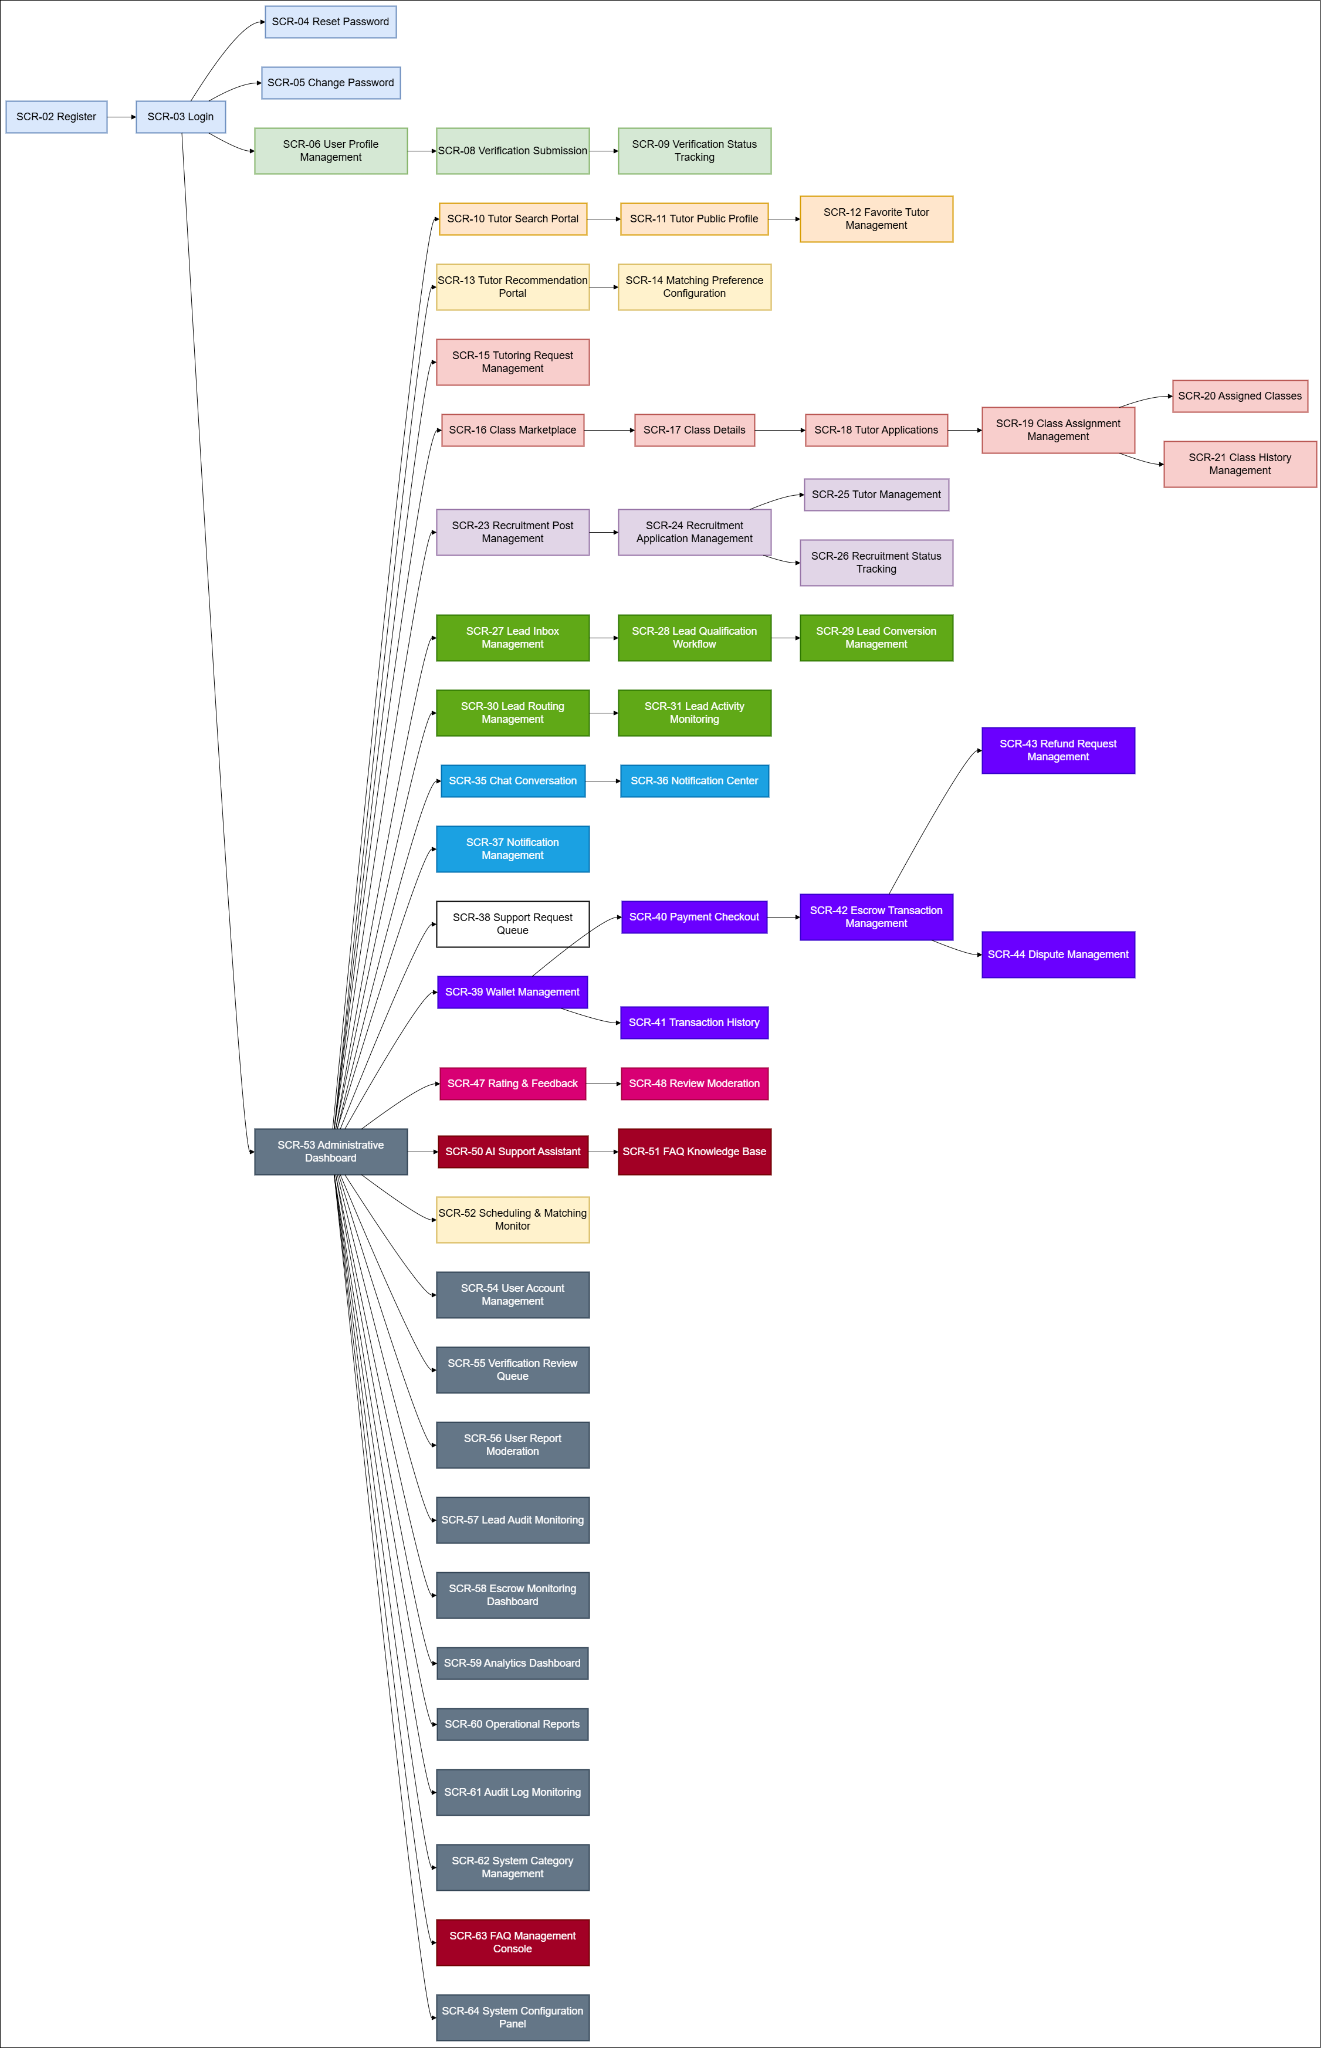 SCR-04 Reset Password
SCR-05 Change Password
SCR-02 Register
SCR-03 Login
SCR-06 User Profile
Management
SCR-08 Verification Submission
SCR-09 Verification Status
Tracking
SCR-10 Tutor Search Portal
SCR-11 Tutor Public Profile
SCR-12 Favorite Tutor
Management
SCR-13 Tutor Recommendation
Portal
SCR-14 Matching Preference
Configuration
SCR-15 Tutoring Request
Management
SCR-16 Class Marketplace
SCR-17 Class Details
SCR-18 Tutor Applications
SCR-19 Class Assignment
Management
SCR-20 Assigned Classes
SCR-21 Class History
Management
SCR-23 Recruitment Post
Management
SCR-24 Recruitment
Application Management
SCR-25 Tutor Management
SCR-26 Recruitment Status
Tracking
SCR-27 Lead Inbox
Management
SCR-28 Lead Qualification
Workflow
SCR-29 Lead Conversion
Management
SCR-30 Lead Routing
Management
SCR-31 Lead Activity
Monitoring
SCR-35 Chat Conversation
SCR-36 Notification Center
SCR-43 Refund Request
Management
SCR-37 Notification
Management
SCR-38 Support Request
Queue
SCR-40 Payment Checkout
SCR-42 Escrow Transaction
Management
SCR-44 Dispute Management
SCR-39 Wallet Management
SCR-41 Transaction History
SCR-47 Rating & Feedback
SCR-48 Review Moderation
SCR-53 Administrative
Dashboard
SCR-50 AI Support Assistant
SCR-51 FAQ Knowledge Base
SCR-52 Scheduling & Matching
Monitor
SCR-54 User Account
Management
SCR-55 Verification Review
Queue
SCR-56 User Report
Moderation
SCR-57 Lead Audit Monitoring
SCR-58 Escrow Monitoring
Dashboard
SCR-59 Analytics Dashboard
SCR-60 Operational Reports
SCR-61 Audit Log Monitoring
SCR-62 System Category
Management
SCR-63 FAQ Management
Console
SCR-64 System Configuration
Panel